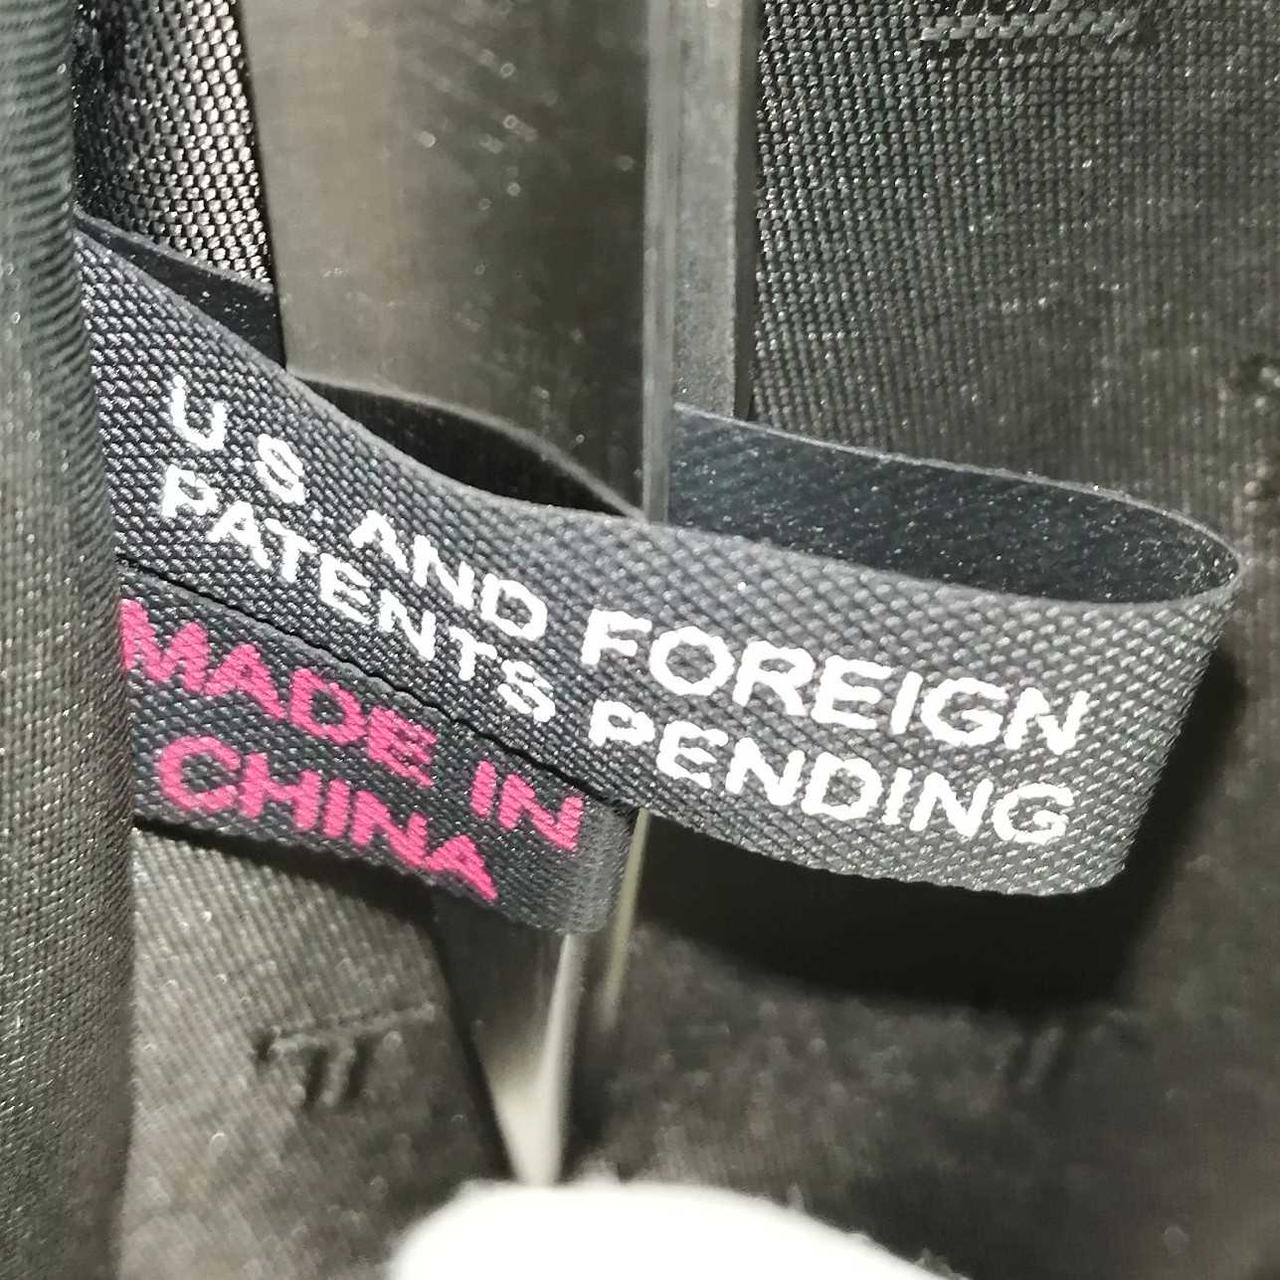 U.S. AND FOREIGN
PATENTS PENDING
MADE IN
CHINA